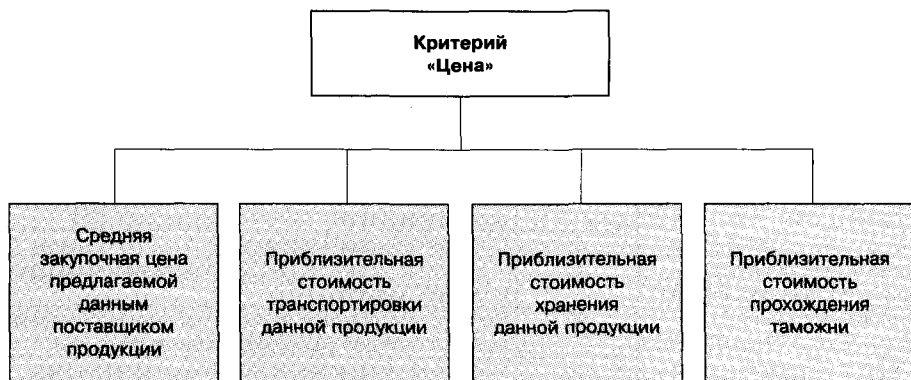 Критерий
«Цена»
Средняя
закупочная цена
предлагаемой
данным
поставщиком
продукции
Приблизительная
стоимость
транспортировки
данной продукции
Приблизительная
стоимость
хранения
данной продукции
Приблизительная
стоимость
прохождения
таможни